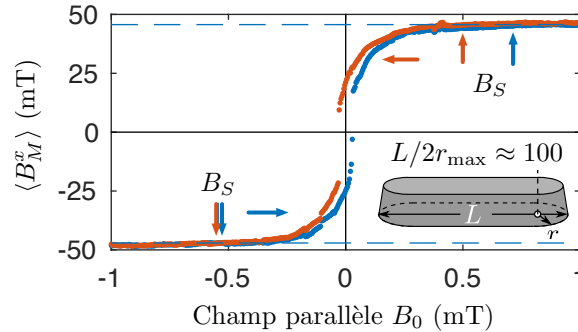 50
25
0
-25
-50
⟨B_M^x⟩ (mT)
B_S
B_S
L/2r_max ≈ 100
L
r
-1 -0.5 0 0.5 1
Champ parallèle B_0 (mT)